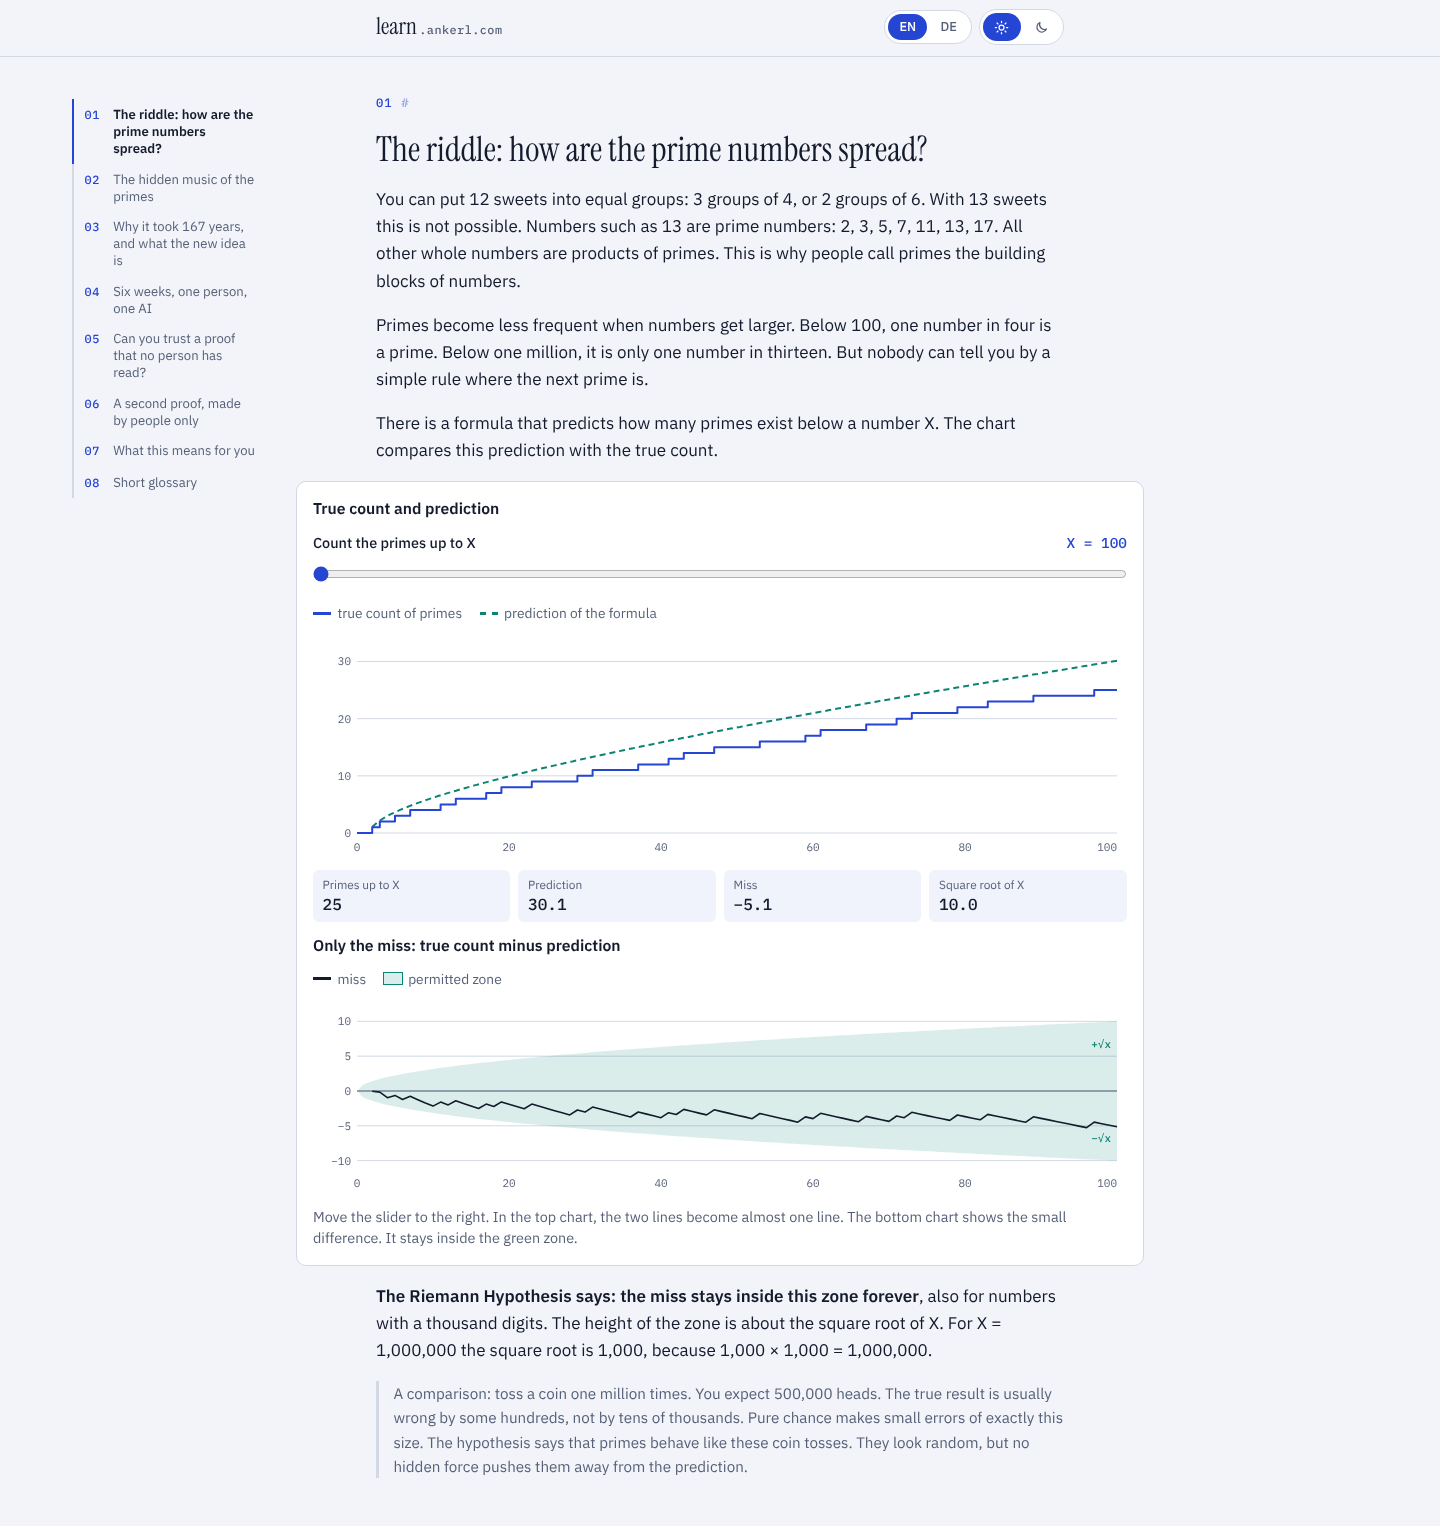 learn.ankerl.com
EN DE
01 The riddle: how are the
prime numbers
spread?
02 The hidden music of the
primes
03 Why it took 167 years,
and what the new idea
is
04 Six weeks, one person,
one AI
05 Can you trust a proof
that no person has
read?
06 A second proof, made
by people only
07 What this means for you
08 Short glossary
01 #
The riddle: how are the prime numbers spread?
You can put 12 sweets into equal groups: 3 groups of 4, or 2 groups of 6. With 13 sweets
this is not possible. Numbers such as 13 are prime numbers: 2, 3, 5, 7, 11, 13, 17. All
other whole numbers are products of primes. This is why people call primes the building
blocks of numbers.
Primes become less frequent when numbers get larger. Below 100, one number in four is
a prime. Below one million, it is only one number in thirteen. But nobody can tell you by a
simple rule where the next prime is.
There is a formula that predicts how many primes exist below a number X. The chart
compares this prediction with the true count.
True count and prediction
Count the primes up to X X = 100
true count of primes prediction of the formula
30
20
10
0
0 20 40 60 80 100
Primes up to X Prediction Miss Square root of X
25 30.1 −5.1 10.0
Only the miss: true count minus prediction
miss permitted zone
10
+√x
5
0
−5
−√x
−10
0 20 40 60 80 100
Move the slider to the right. In the top chart, the two lines become almost one line. The bottom chart shows the small
difference. It stays inside the green zone.
The Riemann Hypothesis says: the miss stays inside this zone forever, also for numbers
with a thousand digits. The height of the zone is about the square root of X. For X =
1,000,000 the square root is 1,000, because 1,000 × 1,000 = 1,000,000.
A comparison: toss a coin one million times. You expect 500,000 heads. The true result is usually
wrong by some hundreds, not by tens of thousands. Pure chance makes small errors of exactly this
size. The hypothesis says that primes behave like these coin tosses. They look random, but no
hidden force pushes them away from the prediction.